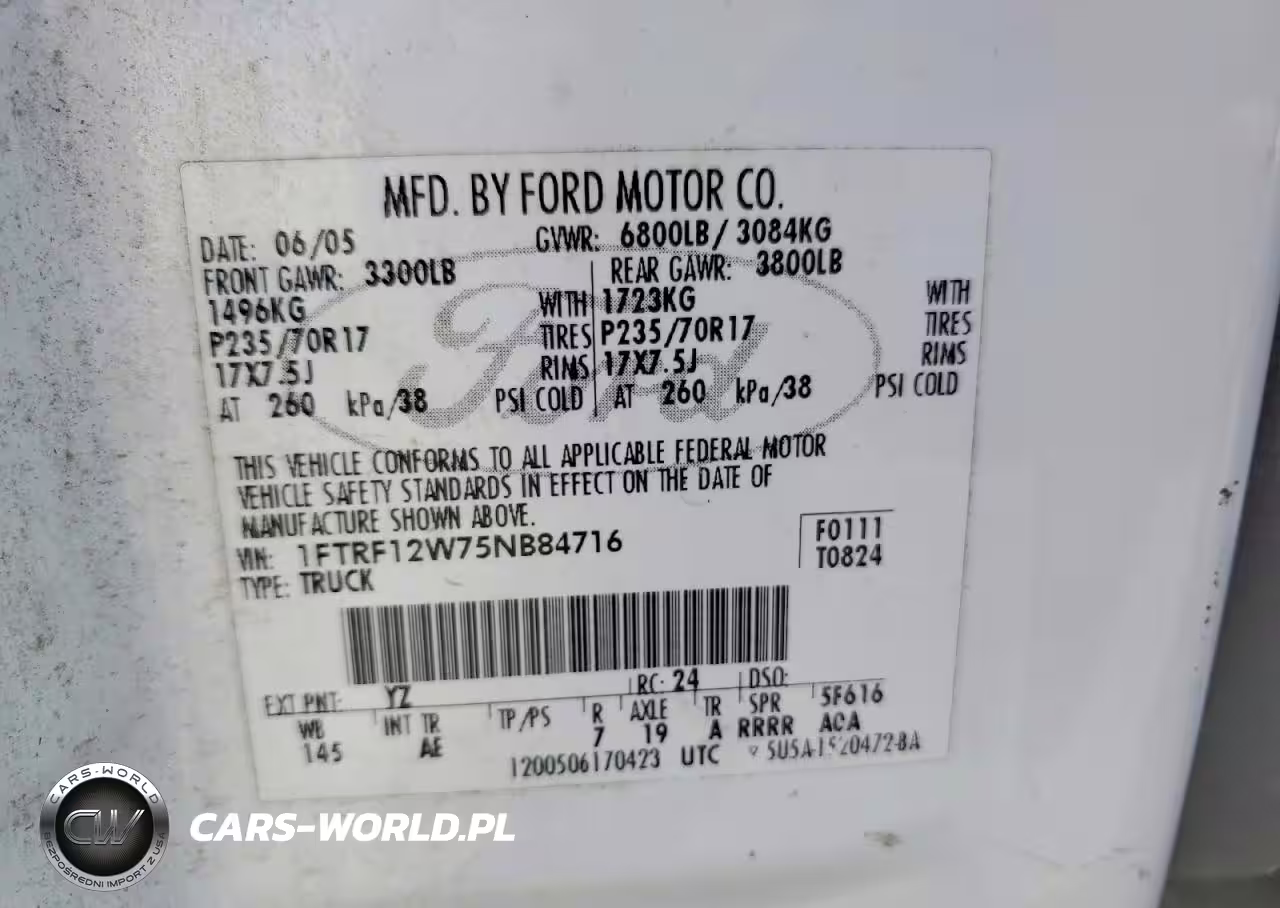 MFD. BY FORD MOTOR CO.
DATE: 06/05 GVWR: 6800LB/ 3084KG
FRONT GAWR: 3300LB REAR GAWR: 3800LB
1496KG WITH 1723KG WITH
P235/70R17 TIRES P235/70R17 TIRES
17X7.5J RIMS 17X7.5J RIMS
AT 260 kPa/38 PSI COLD AT 260 kPa/38 PSI COLD
Ford
THIS VEHICLE CONFORMS TO ALL APPLICABLE FEDERAL MOTOR
VEHICLE SAFETY STANDARDS IN EFFECT ON THE DATE OF
MANUFACTURE SHOWN ABOVE.
VIN: 1FTRF12W75NB84716 F0111
TYPE: TRUCK T0824
EXT PNT: YZ RC: 24 DSO:
WB INT TR TP/PS R AXLE TR SPR 5F616
145 AE 7 19 A RRRR ACA
1200506170423 UTC
CARS-WORLD
CW
BEZPOŚREDNI IMPORT Z USA
CARS-WORLD.PL